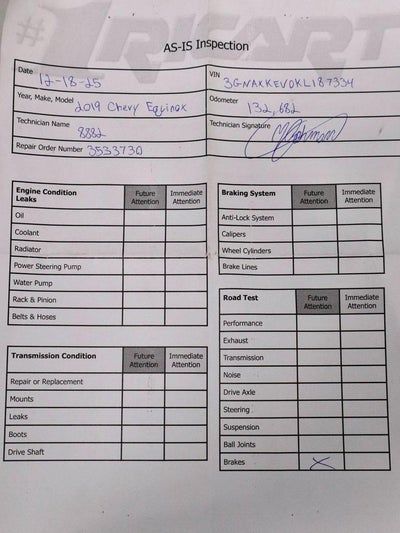 #1 RICART
AS-IS Inspection
Date 12-18-25
VIN 3GNAKKEV0KL187334
Year, Make, Model 2019 Chevy Equinox
Odometer 132,682
Technician Name 8882
Technician Signature
Repair Order Number 3533730
Engine Condition Future Attention Immediate Attention
Leaks
Oil
Coolant
Radiator
Power Steering Pump
Water Pump
Rack & Pinion
Belts & Hoses
Transmission Condition Future Attention Immediate Attention
Repair or Replacement
Mounts
Leaks
Boots
Drive Shaft
Braking System Future Attention Immediate Attention
Anti-Lock System
Calipers
Wheel Cylinders
Brake Lines
Road Test Future Attention Immediate Attention
Performance
Exhaust
Transmission
Noise
Drive Axle
Steering
Suspension
Ball Joints
Brakes X